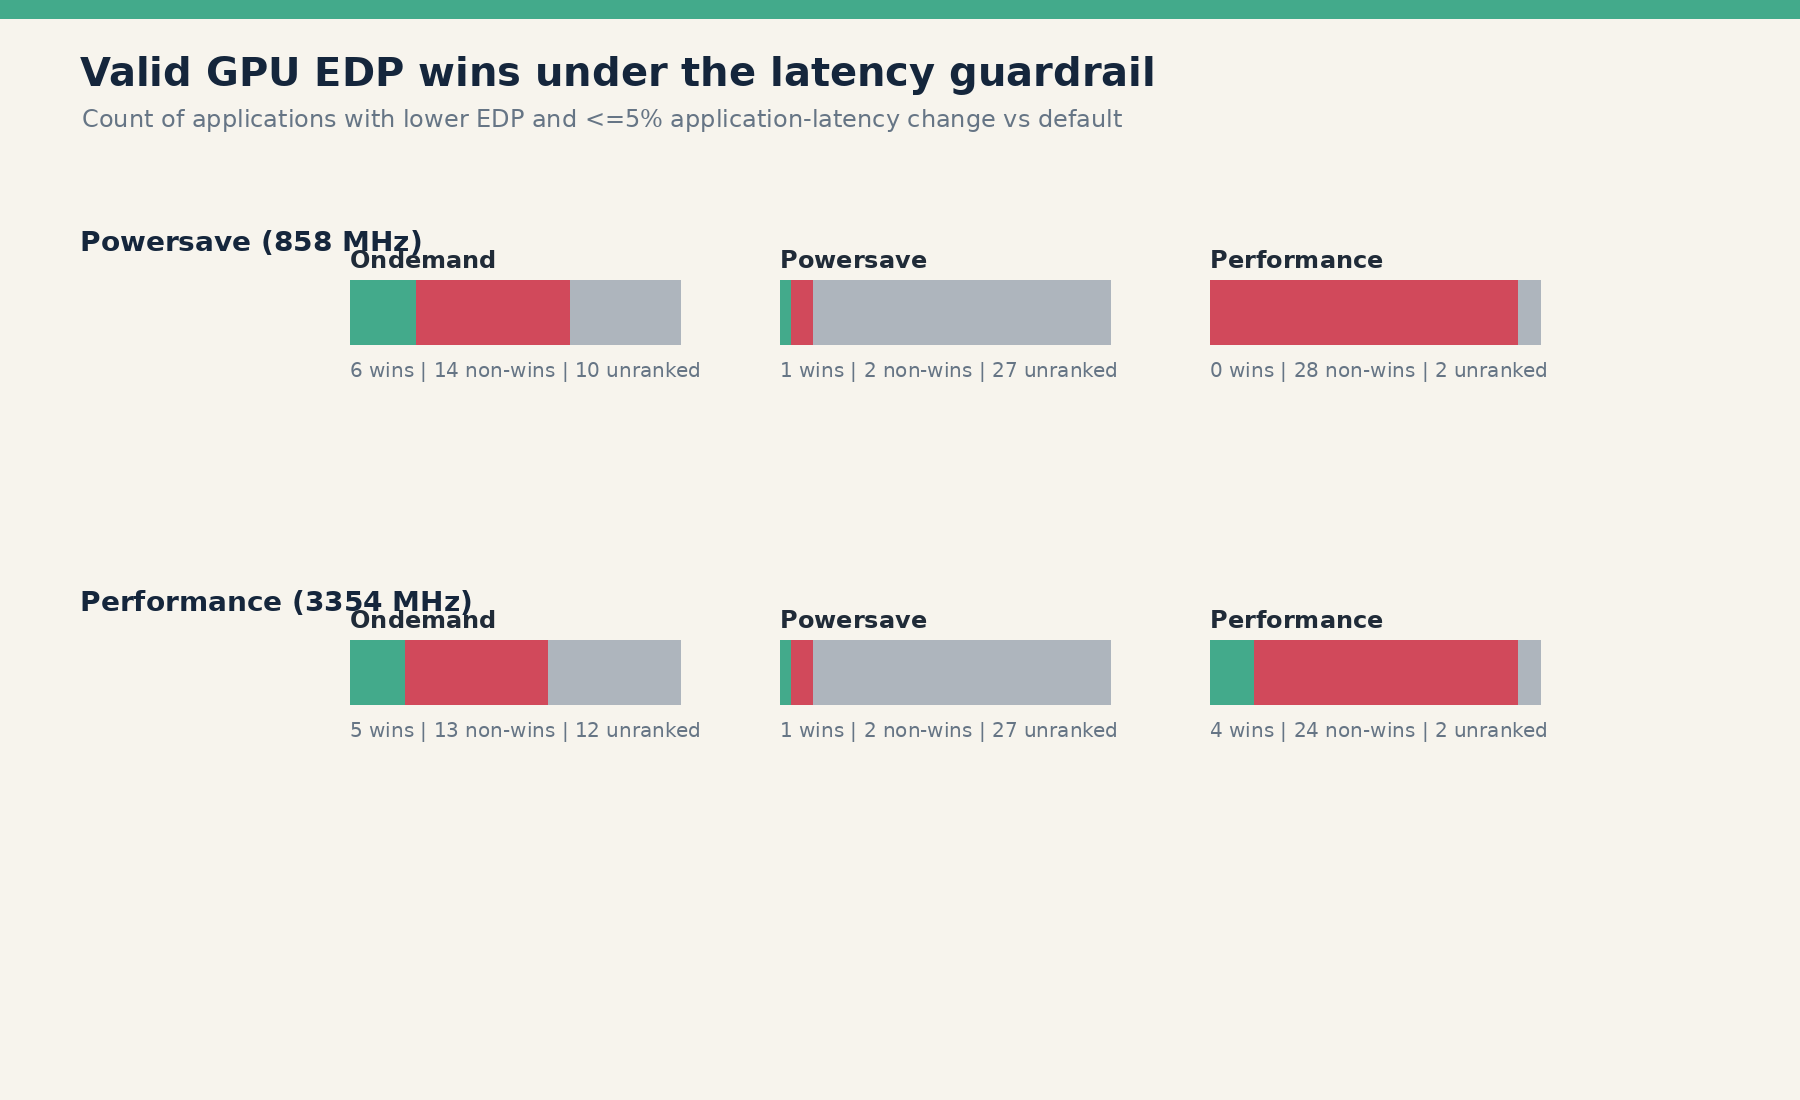 Valid GPU EDP wins under the latency guardrail
Count of applications with lower EDP and <=5% application-latency change vs default
Powersave (858 MHz)
Ondemand
Powersave
Performance
6 wins | 14 non-wins | 10 unranked
1 wins | 2 non-wins | 27 unranked
0 wins | 28 non-wins | 2 unranked
Performance (3354 MHz)
Ondemand
Powersave
Performance
5 wins | 13 non-wins | 12 unranked
1 wins | 2 non-wins | 27 unranked
4 wins | 24 non-wins | 2 unranked